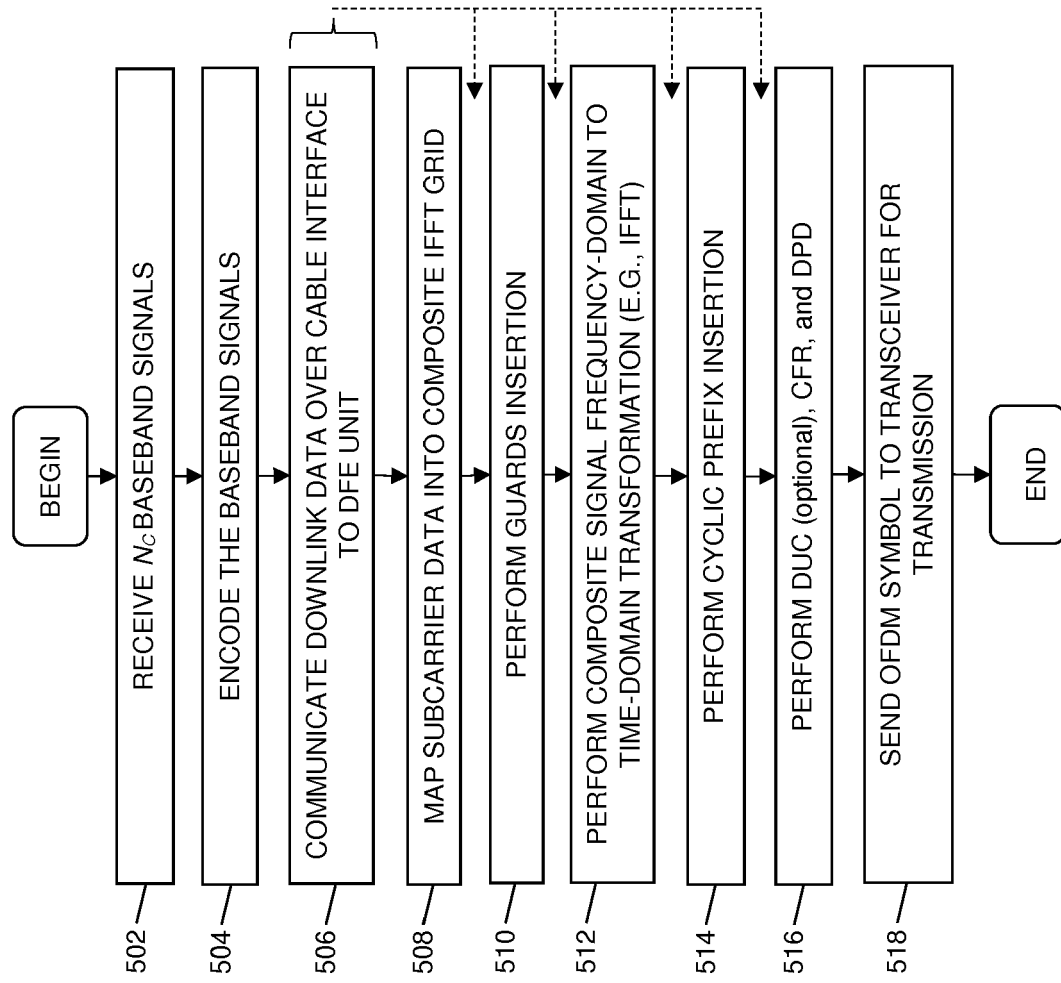 BEGIN
502
RECEIVE NC BASEBAND SIGNALS
504
ENCODE THE BASEBAND SIGNALS
506
COMMUNICATE DOWNLINK DATA OVER CABLE INTERFACE
TO DFE UNIT
508
MAP SUBCARRIER DATA INTO COMPOSITE IFFT GRID
510
PERFORM GUARDS INSERTION
512
PERFORM COMPOSITE SIGNAL FREQUENCY-DOMAIN TO
TIME-DOMAIN TRANSFORMATION (E.G., IFFT)
514
PERFORM CYCLIC PREFIX INSERTION
516
PERFORM DUC (optional), CFR, and DPD
518
SEND OFDM SYMBOL TO TRANSCEIVER FOR
TRANSMISSION
END